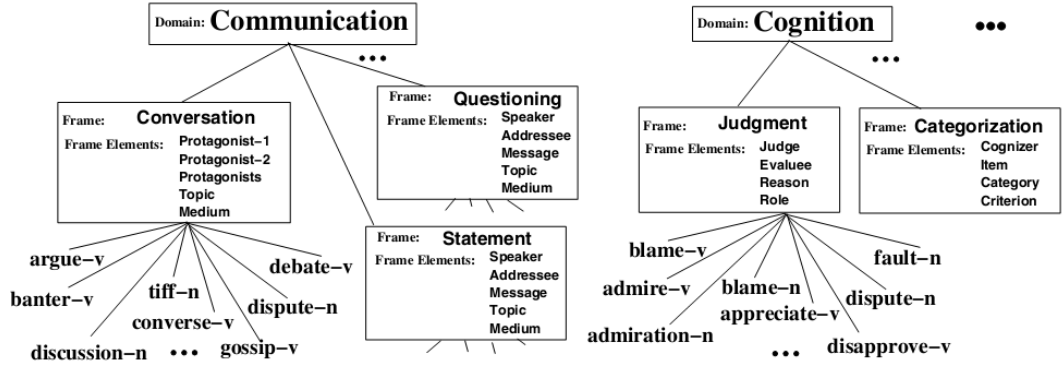 Domain: Communication
...
Frame: Conversation
Frame Elements: Protagonist-1
Protagonist-2
Protagonists
Topic
Medium
argue-v
banter-v
discussion-n
tiff-n
converse-v
...
gossip-v
dispute-n
debate-v
Frame: Questioning
Frame Elements: Speaker
Addressee
Message
Topic
Medium
Frame: Statement
Frame Elements: Speaker
Addressee
Message
Topic
Medium
Domain: Cognition
...
...
Frame: Judgment
Frame Elements: Judge
Evaluee
Reason
Role
blame-v
admire-v
admiration-n
blame-n
appreciate-v
...
disapprove-v
dispute-n
fault-n
Frame: Categorization
Frame Elements: Cognizer
Item
Category
Criterion